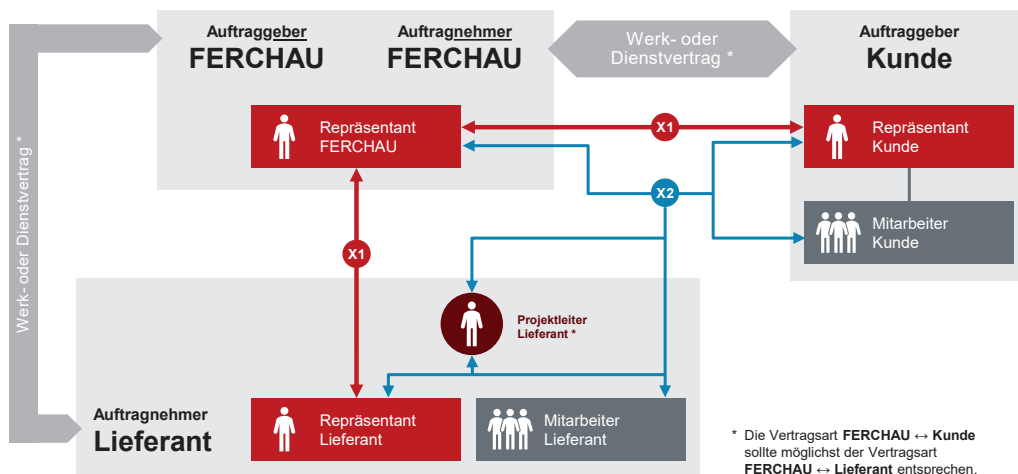 Auftraggeber
FERCHAU
Auftragnehmer
FERCHAU
Werk- oder
Dienstvertrag *
Auftraggeber
Kunde
Repräsentant
FERCHAU
X1
Repräsentant
Kunde
X2
Mitarbeiter
Kunde
Werk- oder Dienstvertrag *
X1
Projektleiter
Lieferant *
Auftragnehmer
Lieferant
Repräsentant
Lieferant
Mitarbeiter
Lieferant
* Die Vertragsart FERCHAU ↔ Kunde
sollte möglichst der Vertragsart
FERCHAU ↔ Lieferant entsprechen.